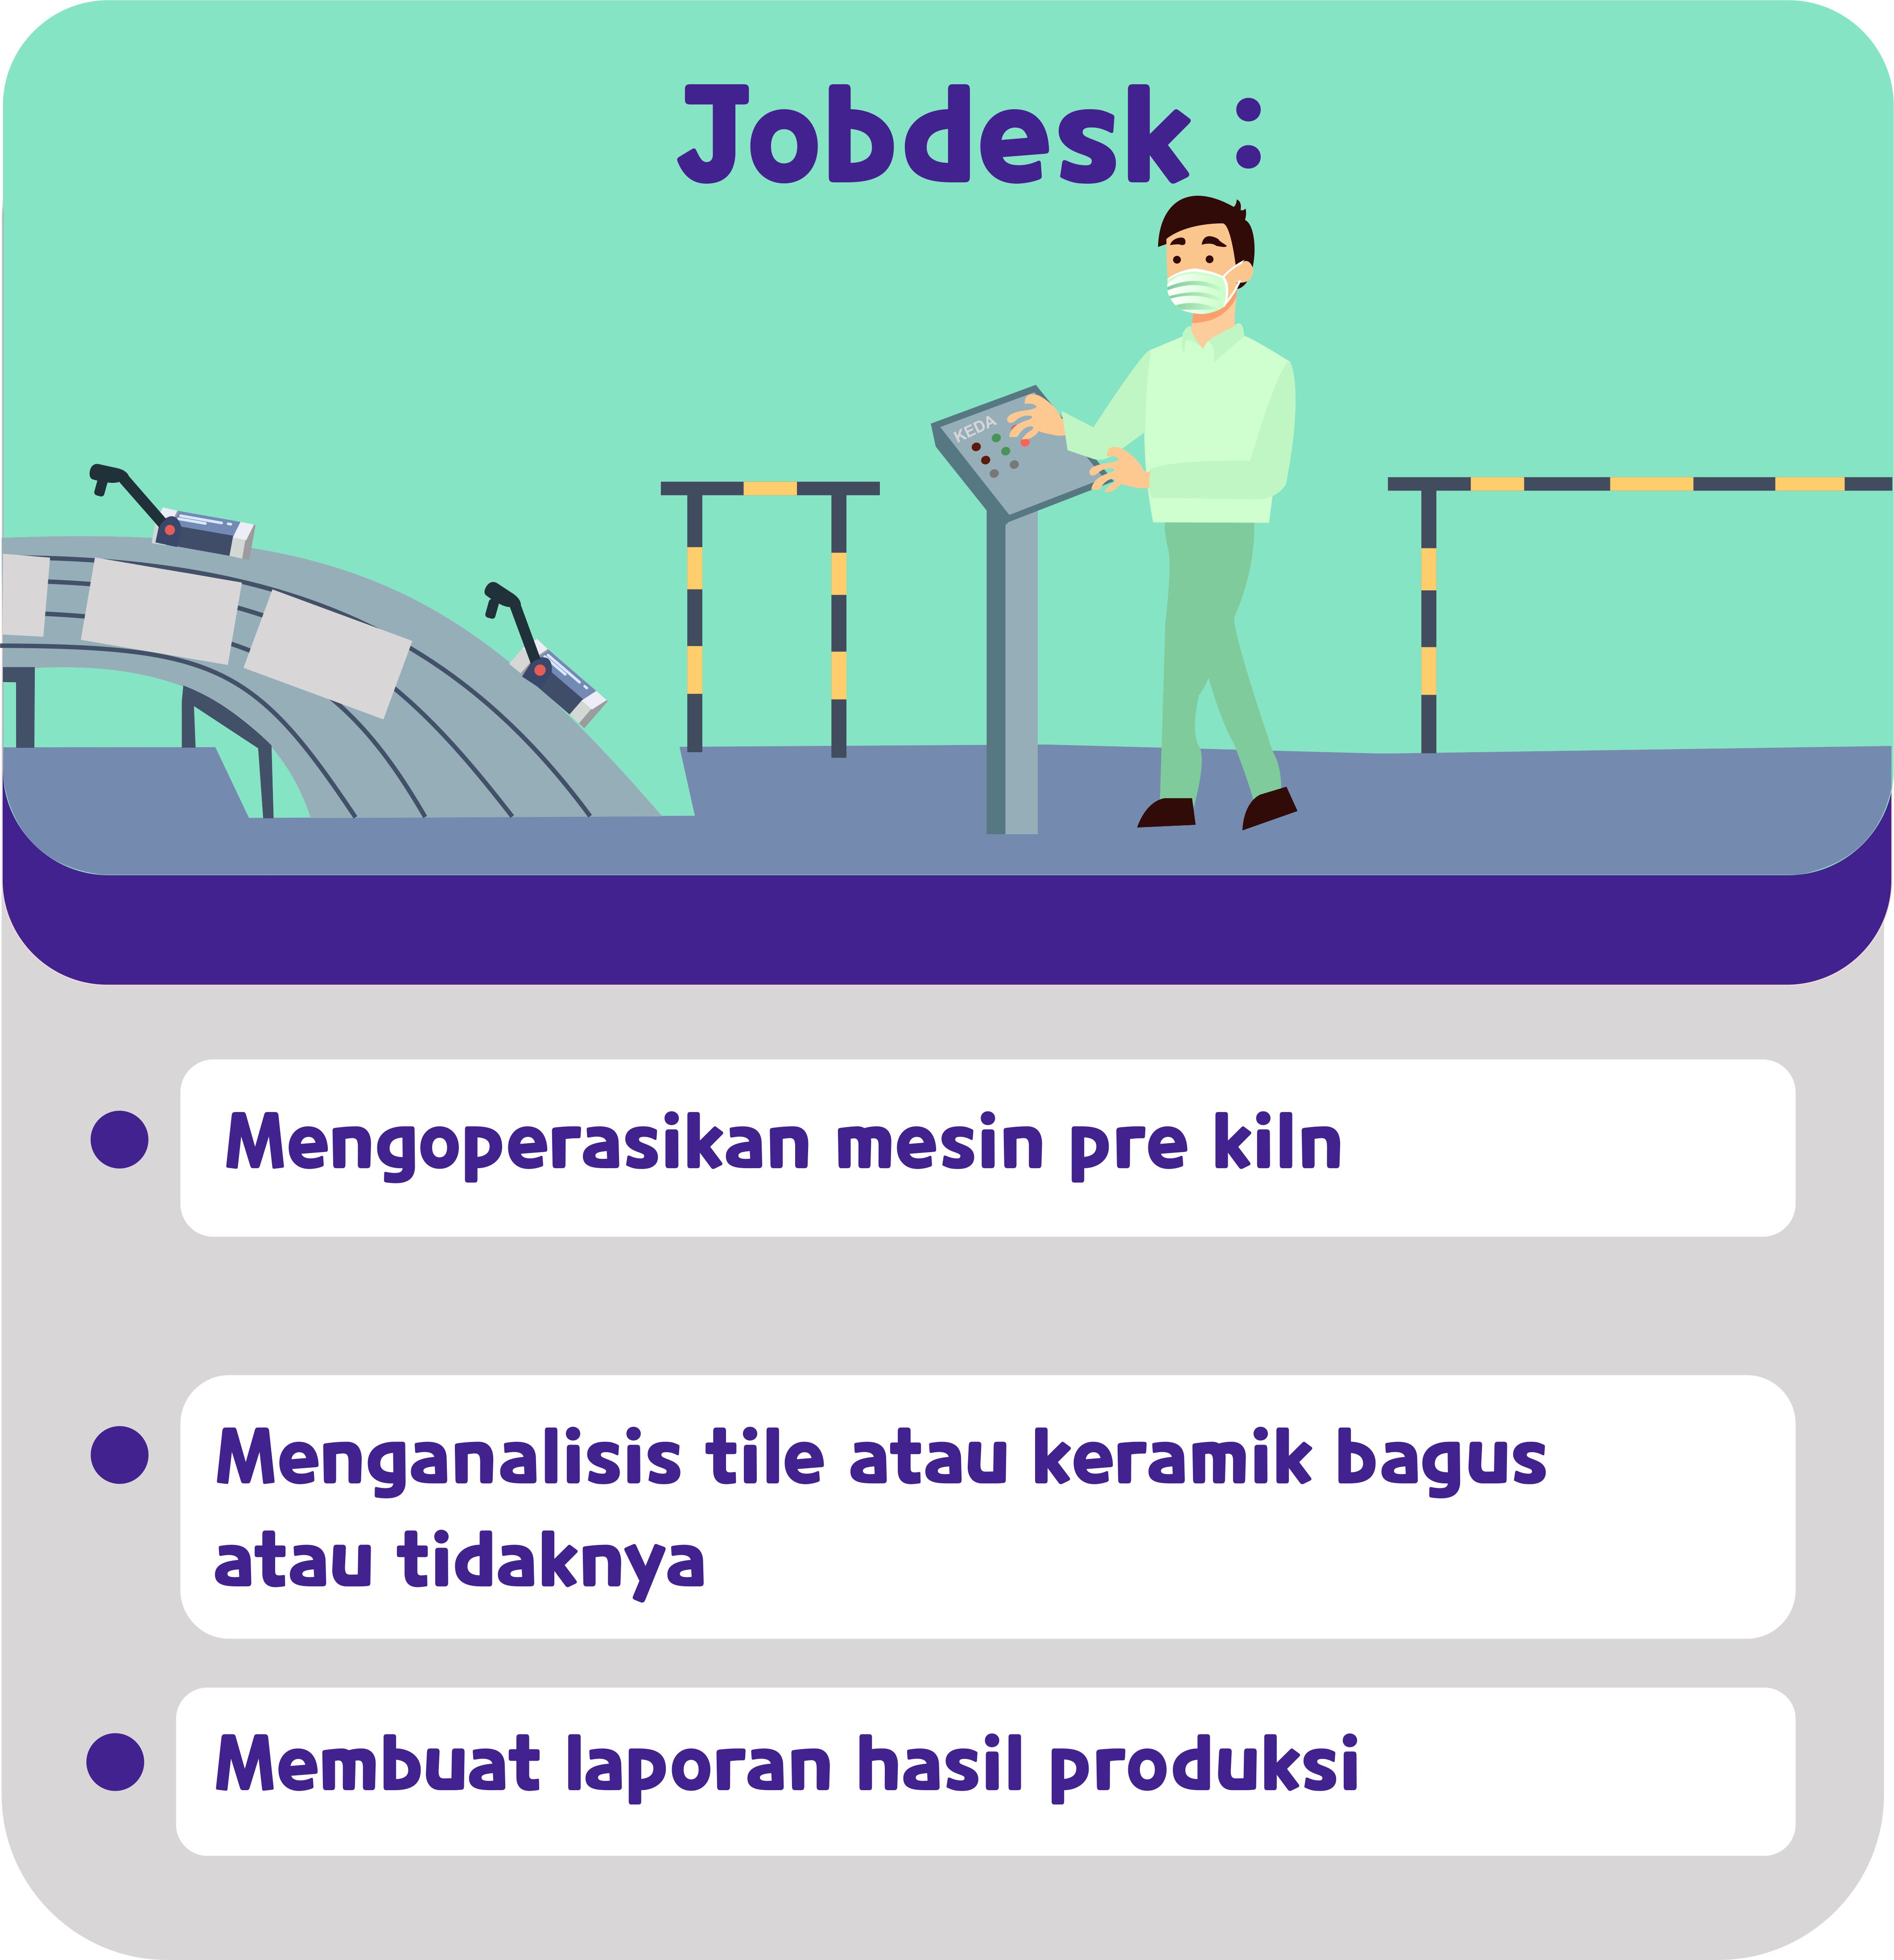 Jobdesk :
KEDA
Mengoperasikan mesin pre kiln
Menganalisis tile atau keramik bagus
atau tidaknya
Membuat laporan hasil produksi